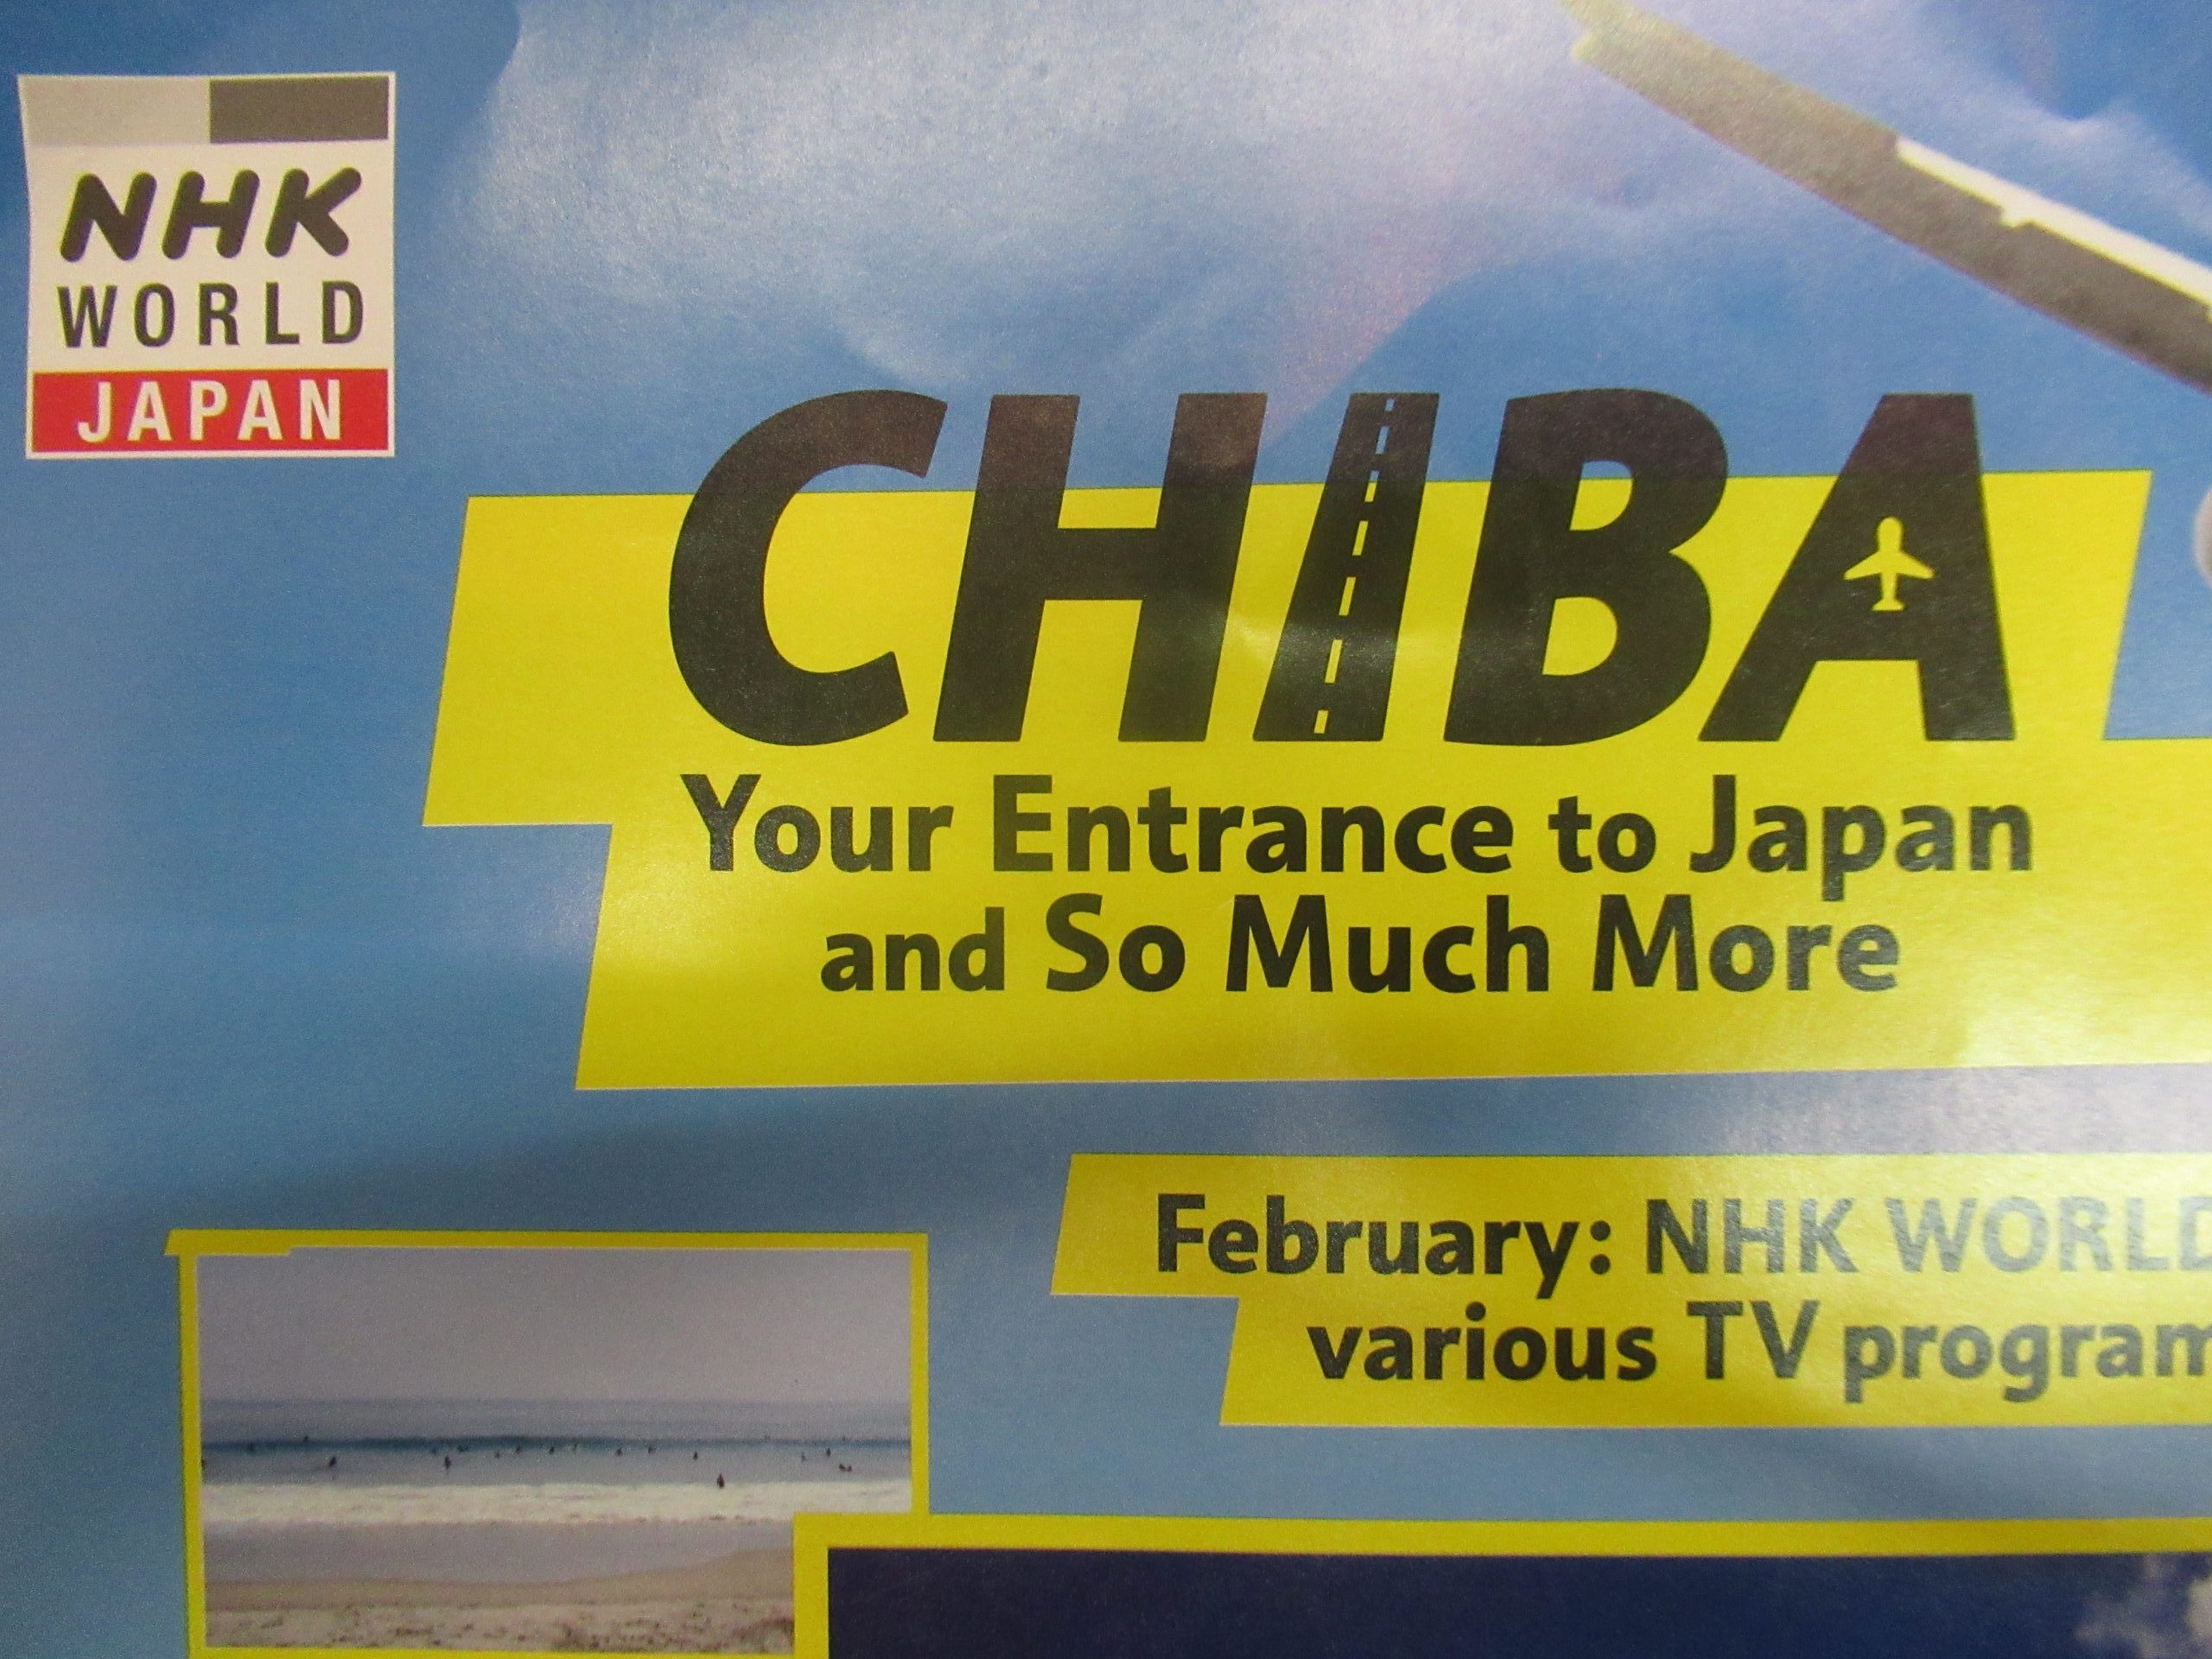 NHK
WORLD
JAPAN
CHIBA
Your Entrance to Japan
and So Much More
February: NHK WORLD
various TV program